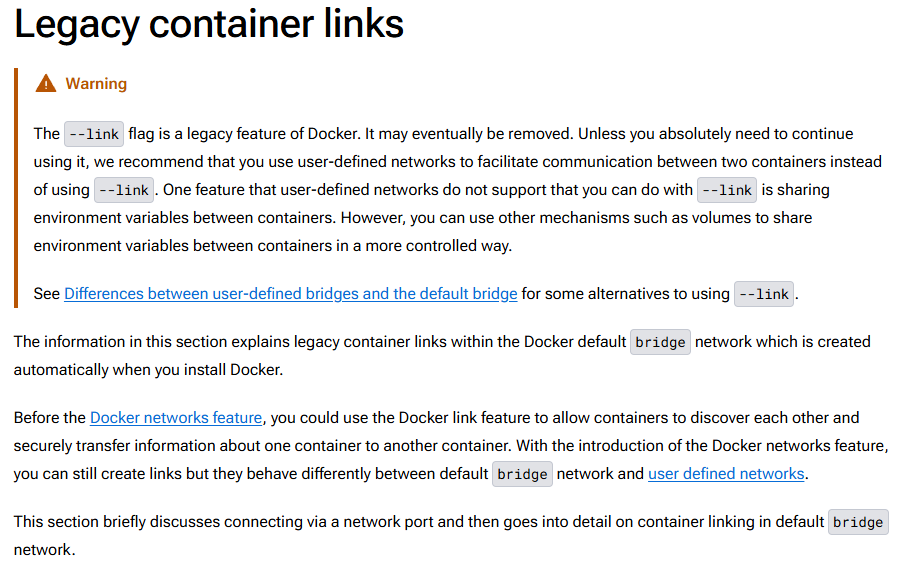 Legacy container links
Warning
The --link flag is a legacy feature of Docker. It may eventually be removed. Unless you absolutely need to continue
using it, we recommend that you use user-defined networks to facilitate communication between two containers instead
of using --link. One feature that user-defined networks do not support that you can do with --link is sharing
environment variables between containers. However, you can use other mechanisms such as volumes to share
environment variables between containers in a more controlled way.
See Differences between user-defined bridges and the default bridge for some alternatives to using --link.
The information in this section explains legacy container links within the Docker default bridge network which is created
automatically when you install Docker.
Before the Docker networks feature, you could use the Docker link feature to allow containers to discover each other and
securely transfer information about one container to another container. With the introduction of the Docker networks feature,
you can still create links but they behave differently between default bridge network and user defined networks.
This section briefly discusses connecting via a network port and then goes into detail on container linking in default bridge
network.